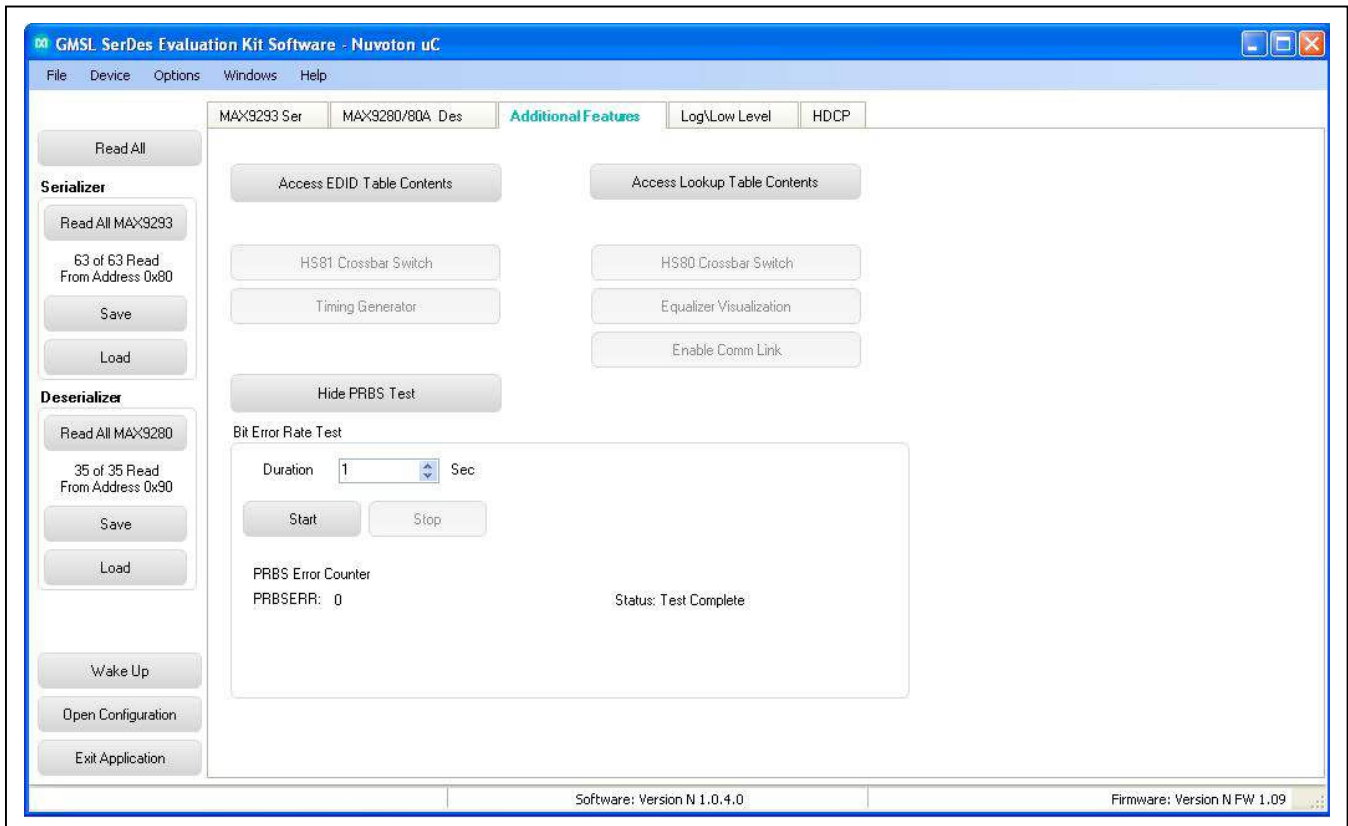 GMSL SerDes Evaluation Kit Software - Nuvoton uC
File Device Options Windows Help
MAX9293 Ser MAX9280/80A Des Additional Features Log\Low Level HDCP
Read All
Serializer
Read All MAX9293
63 of 63 Read
From Address 0x80
Save
Load
Deserializer
Read All MAX9280
35 of 35 Read
From Address 0x90
Save
Load
Wake Up
Open Configuration
Exit Application
Access EDID Table Contents Access Lookup Table Contents
HS81 Crossbar Switch HS80 Crossbar Switch
Timing Generator Equalizer Visualization
Enable Comm Link
Hide PRBS Test
Bit Error Rate Test
Duration 1 Sec
Start Stop
PRBS Error Counter
PRBSERR: 0 Status: Test Complete
Software: Version N 1.0.4.0 Firmware: Version N FW 1.09